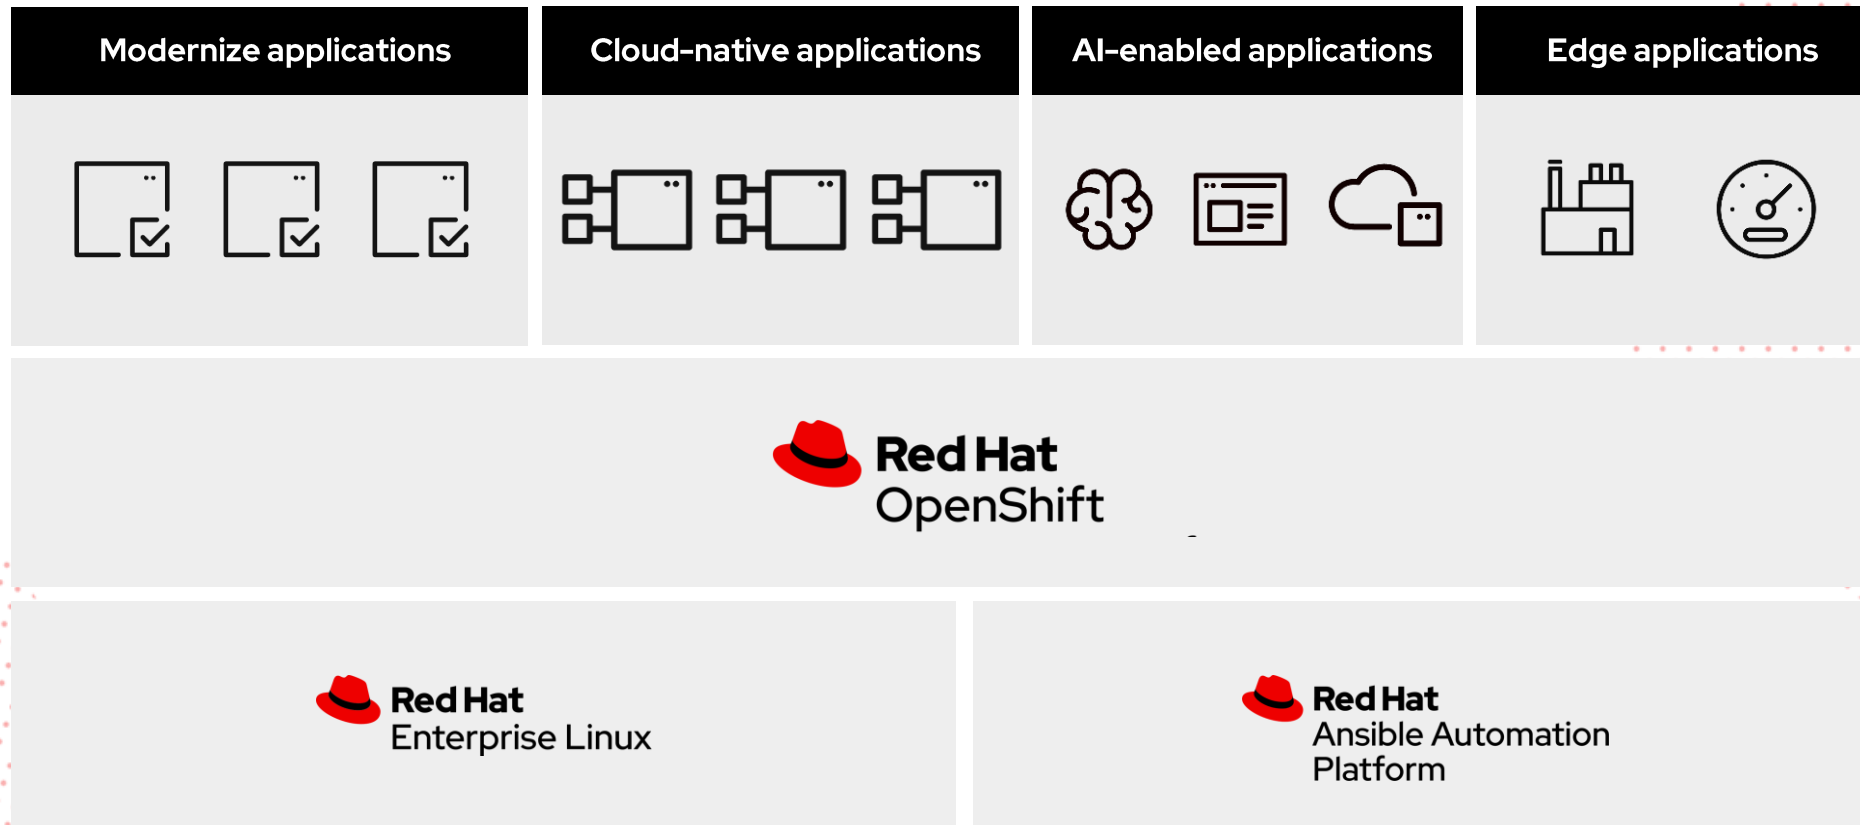 Modernize applications
Cloud-native applications
AI-enabled applications
Edge applications
Red Hat
OpenShift
Red Hat
Enterprise Linux
Red Hat
Ansible Automation
Platform